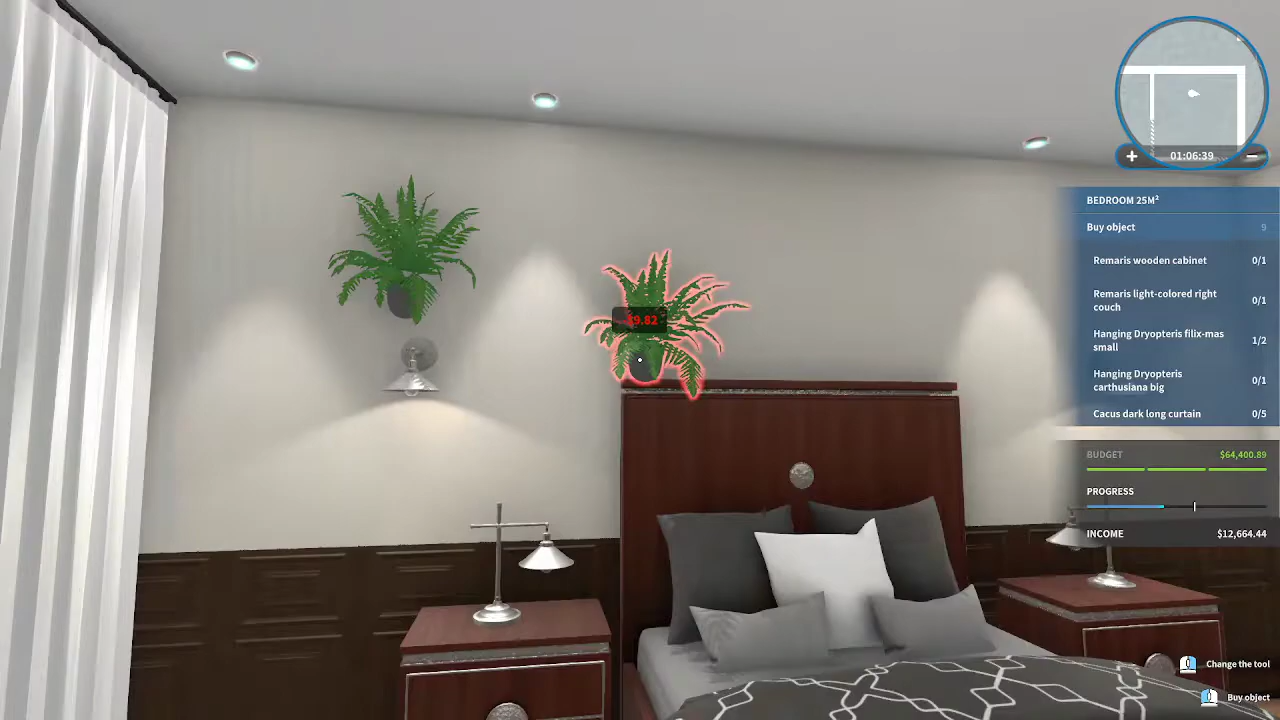 01:06:39
BEDROOM 25M²
Buy object 9
Remaris wooden cabinet 0/1
Remaris light-colored right
couch 0/1
Hanging Dryopteris filix-mas
small 1/2
Hanging Dryopteris
carthusiana big 0/1
Cacus dark long curtain 0/5
BUDGET $64,400.89
PROGRESS
INCOME $12,664.44
Change the tool
Buy object